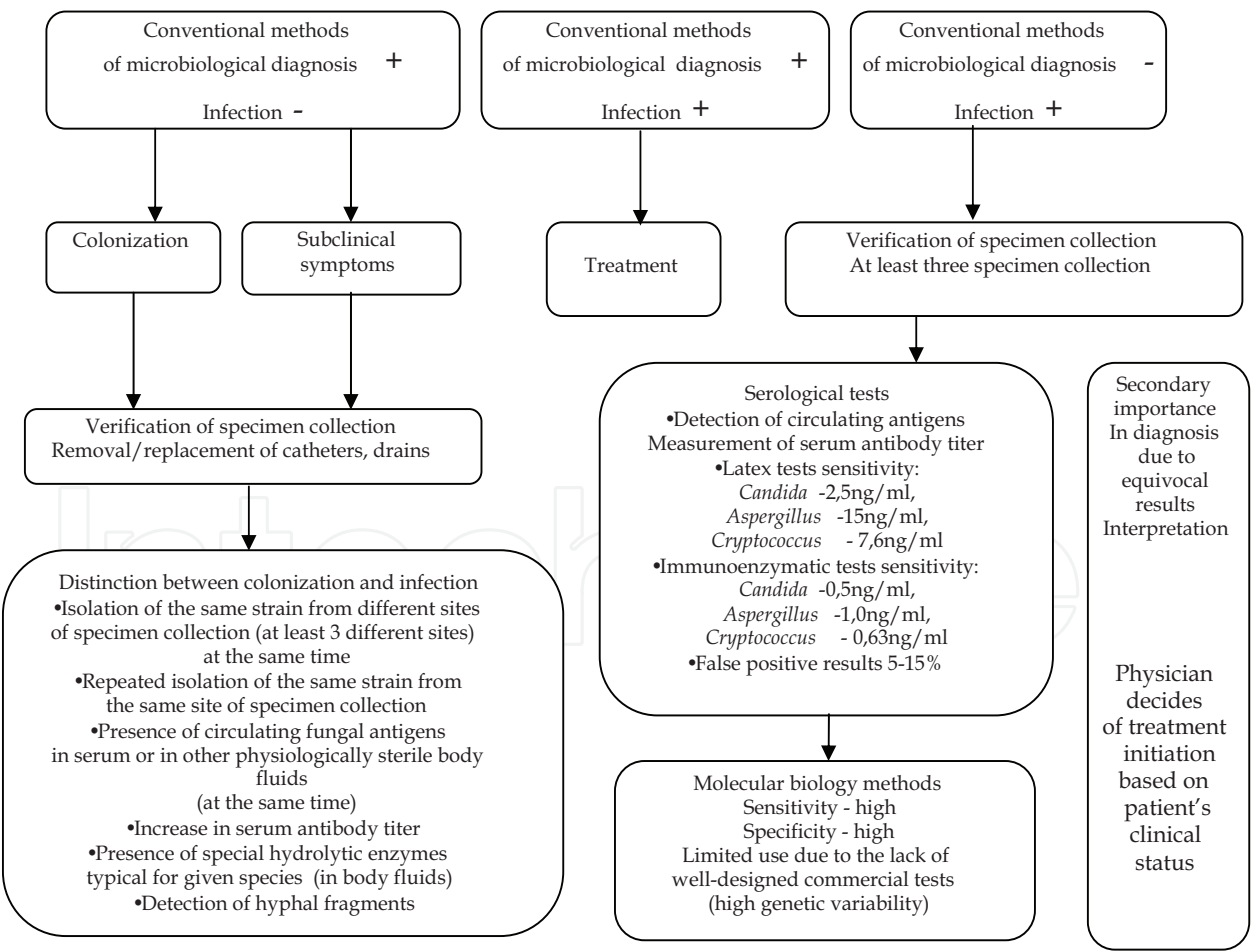 Conventional methods
of microbiological diagnosis +
Infection -
Conventional methods
of microbiological diagnosis +
Infection +
Conventional methods
of microbiological diagnosis -
Infection +
Colonization
Subclinical
symptoms
Treatment
Verification of specimen collection
At least three specimen collection
Verification of specimen collection
Removal/replacement of catheters, drains
Distinction between colonization and infection
•Isolation of the same strain from different sites
of specimen collection (at least 3 different sites)
at the same time
•Repeated isolation of the same strain from
the same site of specimen collection
•Presence of circulating fungal antigens
in serum or in other physiologically sterile body
fluids
(at the same time)
•Increase in serum antibody titer
•Presence of special hydrolytic enzymes
typical for given species (in body fluids)
•Detection of hyphal fragments
Serological tests
•Detection of circulating antigens
Measurement of serum antibody titer
•Latex tests sensitivity:
Candida -2,5ng/ml,
Aspergillus -15ng/ml,
Cryptococcus - 7,6ng/ml
•Immunoenzymatic tests sensitivity:
Candida -0,5ng/ml,
Aspergillus -1,0ng/ml,
Cryptococcus - 0,63ng/ml
•False positive results 5-15%
Molecular biology methods
Sensitivity - high
Specificity - high
Limited use due to the lack of
well-designed commercial tests
(high genetic variability)
Secondary
importance
In diagnosis
due to
equivocal
results
Interpretation
Physician
decides
of treatment
initiation
based on
patient's
clinical
status